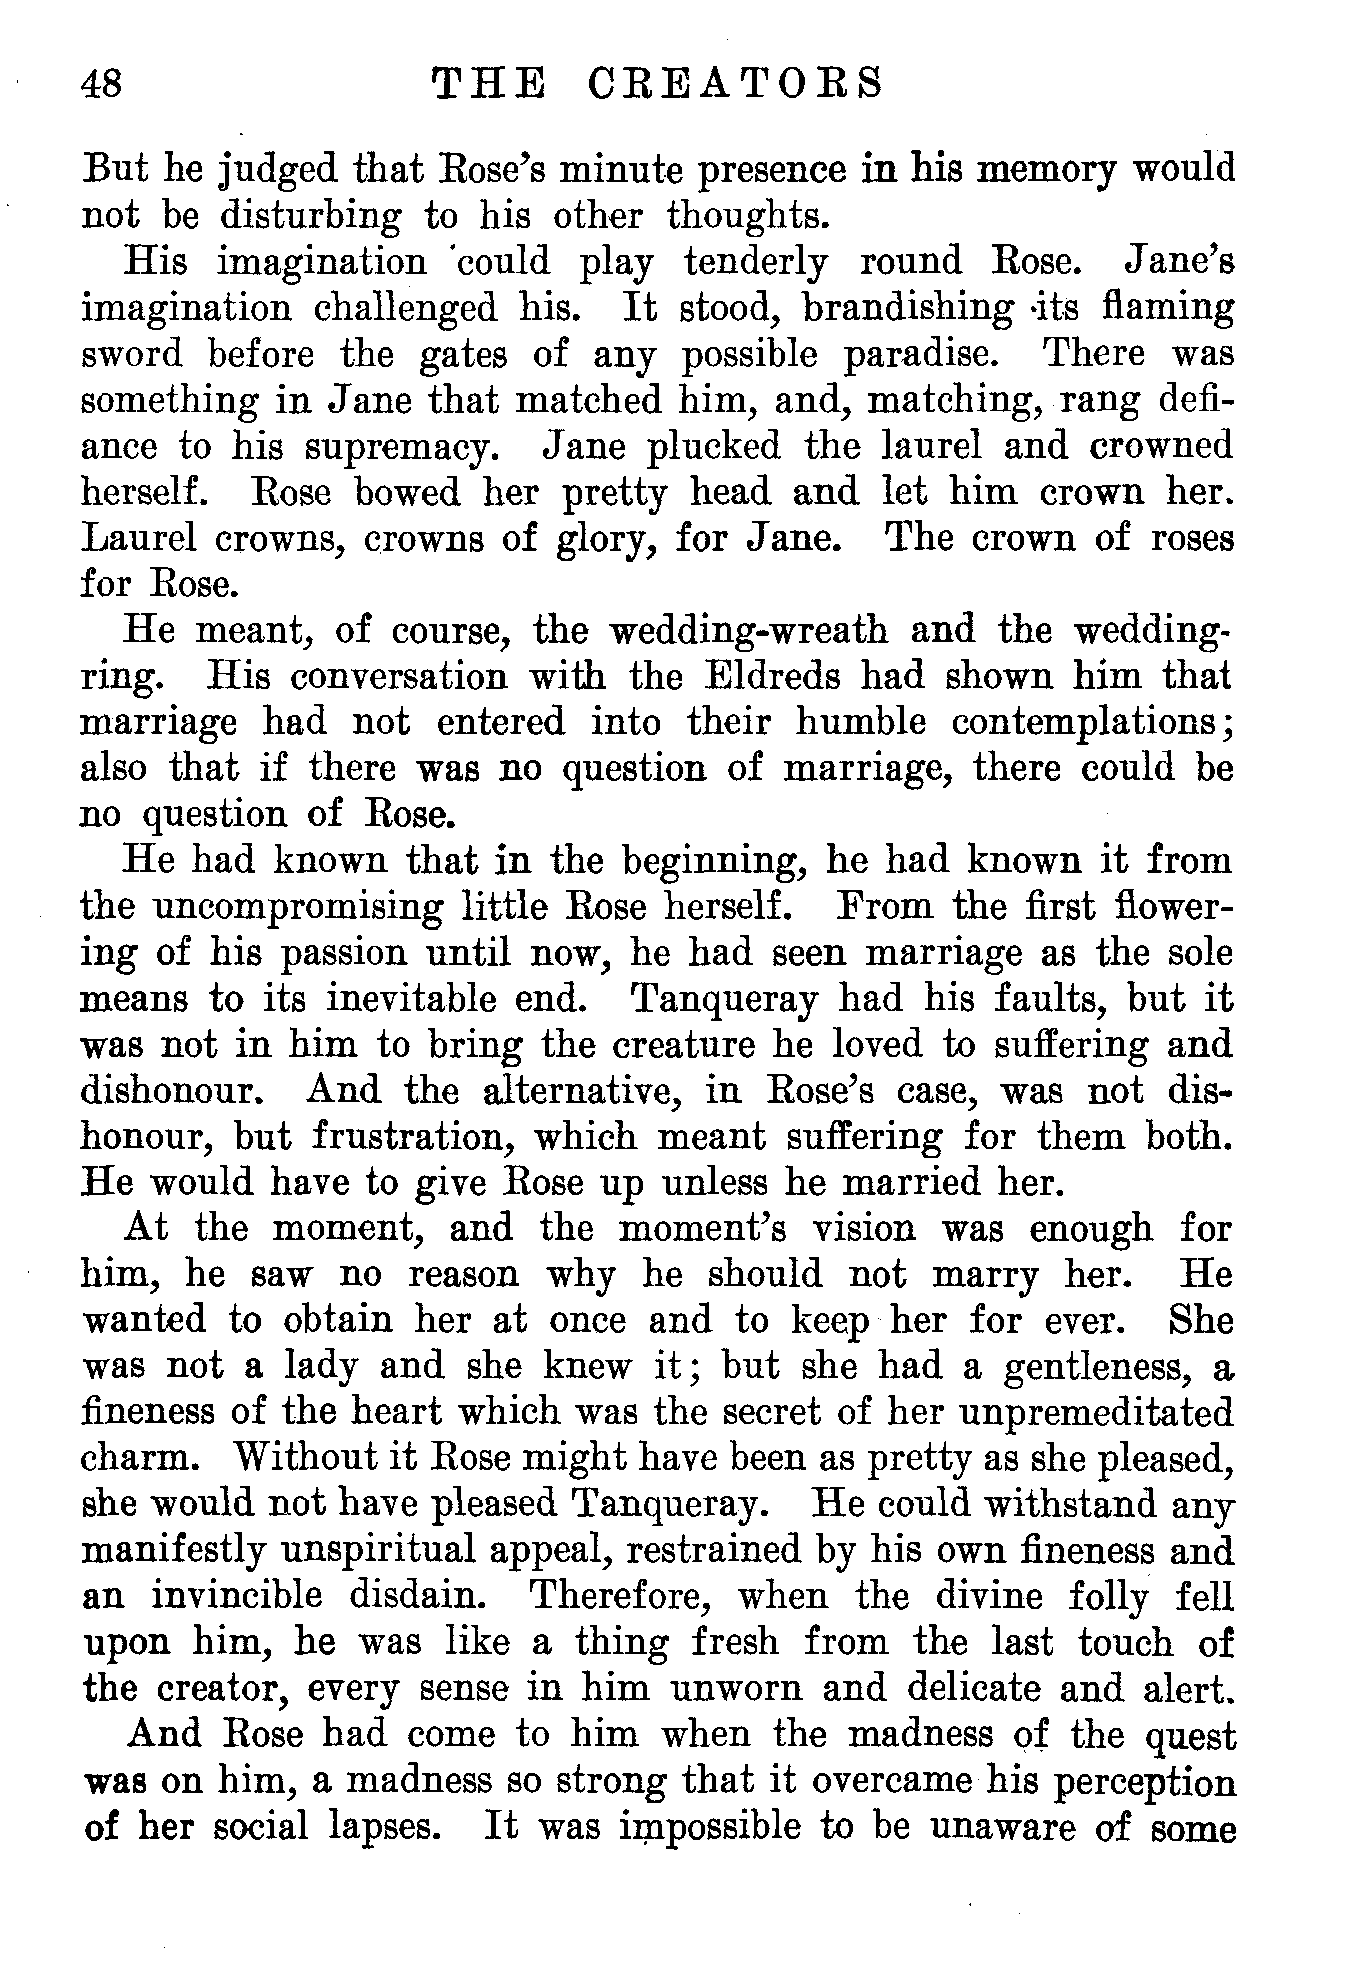 48 THE CREATORS
But he judged that Rose's minute presence in his memory would
not be disturbing to his other thoughts.
His imagination could play tenderly round Rose. Jane's
imagination challenged his. It stood, brandishing its flaming
sword before the gates of any possible paradise. There was
something in Jane that matched him, and, matching, rang defi-
ance to his supremacy. Jane plucked the laurel and crowned
herself. Rose bowed her pretty head and let him crown her.
Laurel crowns, crowns of glory, for Jane. The crown of roses
for Rose.
He meant, of course, the wedding-wreath and the wedding-
ring. His conversation with the Eldreds had shown him that
marriage had not entered into their humble contemplations;
also that if there was no question of marriage, there could be
no question of Rose.
He had known that in the beginning, he had known it from
the uncompromising little Rose herself. From the first flower-
ing of his passion until now, he had seen marriage as the sole
means to its inevitable end. Tanqueray had his faults, but it
was not in him to bring the creature he loved to suffering and
dishonour. And the alternative, in Rose's case, was not dis-
honour, but frustration, which meant suffering for them both.
He would have to give Rose up unless he married her.
At the moment, and the moment's vision was enough for
him, he saw no reason why he should not marry her. He
wanted to obtain her at once and to keep her for ever. She
was not a lady and she knew it; but she had a gentleness, a
fineness of the heart which was the secret of her unpremeditated
charm. Without it Rose might have been as pretty as she pleased,
she would not have pleased Tanqueray. He could withstand any
manifestly unspiritual appeal, restrained by his own fineness and
an invincible disdain. Therefore, when the divine folly fell
upon him, he was like a thing fresh from the last touch of
the creator, every sense in him unworn and delicate and alert.
And Rose had come to him when the madness of the quest
was on him, a madness so strong that it overcame his perception
of her social lapses. It was impossible to be unaware of some